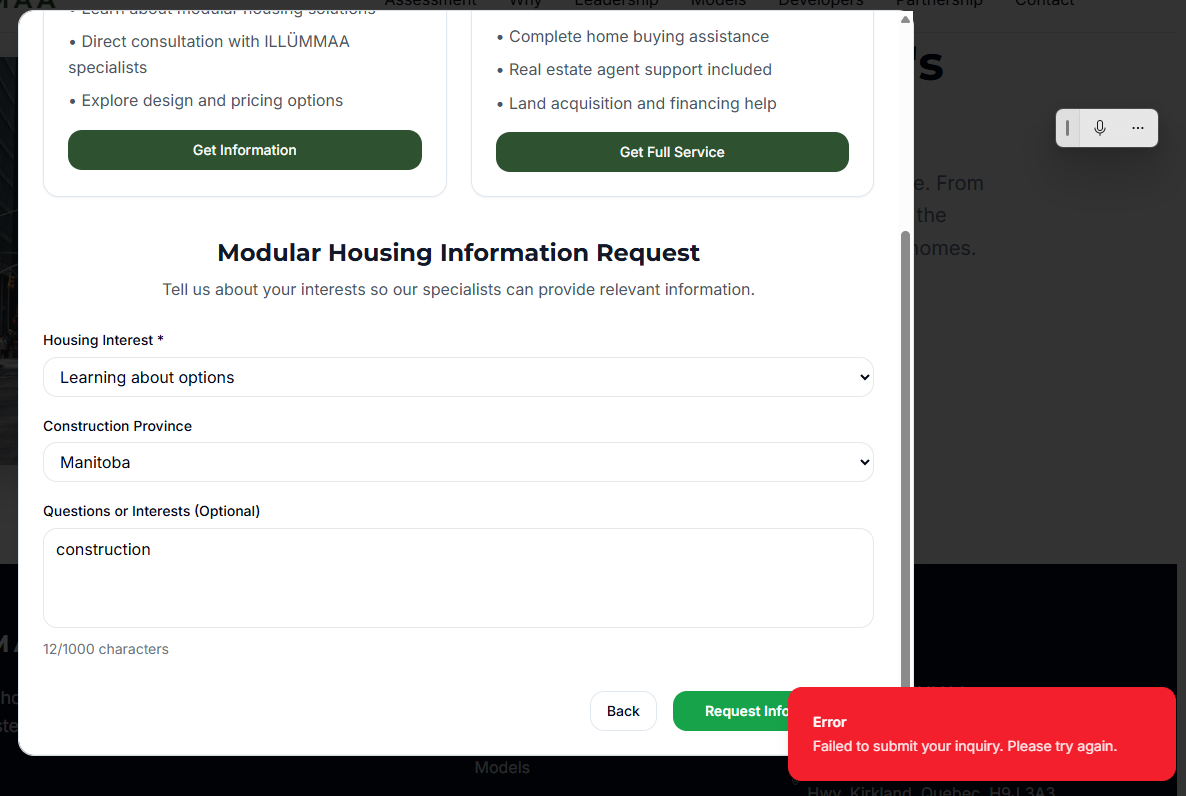 Assessment Why Leadership Models Developers Partnership Contact
• Learn about modular housing solutions
• Direct consultation with ILLÜMMAA
specialists
• Explore design and pricing options
Get Information
• Complete home buying assistance
• Real estate agent support included
• Land acquisition and financing help
Get Full Service
's
e. From
the
homes.
Modular Housing Information Request
Tell us about your interests so our specialists can provide relevant information.
Housing Interest *
Learning about options
Construction Province
Manitoba
Questions or Interests (Optional)
construction
12/1000 characters
Back
Request Info
Error
Failed to submit your inquiry. Please try again.
Models
Hwy, Kirkland, Quebec, H9J 3A3